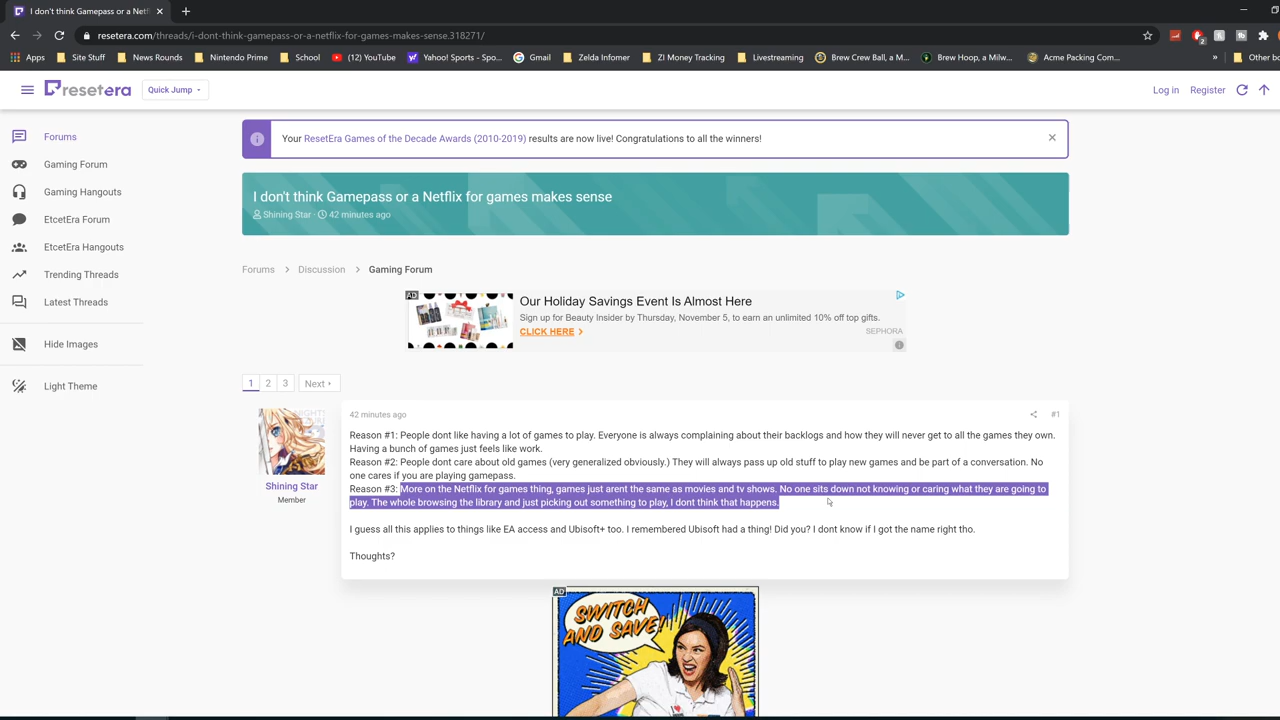 I don't think Gamepass or a Netfl
resetera.com/threads/i-dont-think-gamepass-or-a-netflix-for-games-makes-sense.318271/
Apps
Site Stuff
News Rounds
Nintendo Prime
School
(12) YouTube
Yahoo! Sports - Spo...
Gmail
Zelda Infomer
ZI Money Tracking
Livestreaming
Brew Crew Ball, a M...
Brew Hoop, a Milw...
Acme Packing Com...
»
Other bo
resetera
Quick Jump
Log in
Register
Your ResetEra Games of the Decade Awards (2010-2019) results are now live! Congratulations to all the winners!
Forums
Gaming Forum
Gaming Hangouts
EtcetEra Forum
EtcetEra Hangouts
Trending Threads
Latest Threads
Hide Images
Light Theme
I don't think Gamepass or a Netflix for games makes sense
Shining Star · 42 minutes ago
Forums > Discussion > Gaming Forum
AD
Our Holiday Savings Event Is Almost Here
Sign up for Beauty Insider by Thursday, November 5, to earn an unlimited 10% off top gifts.
CLICK HERE >
SEPHORA
1 2 3 Next
42 minutes ago
#1
Shining Star
Member
Reason #1: People dont like having a lot of games to play. Everyone is always complaining about their backlogs and how they will never get to all the games they own.
Having a bunch of games just feels like work.
Reason #2: People dont care about old games (very generalized obviously.) They will always pass up old stuff to play new games and be part of a conversation. No
one cares if you are playing gamepass.
Reason #3: More on the Netflix for games thing, games just arent the same as movies and tv shows. No one sits down not knowing or caring what they are going to
play. The whole browsing the library and just picking out something to play, I dont think that happens.
I guess all this applies to things like EA access and Ubisoft+ too. I remembered Ubisoft had a thing! Did you? I dont know if I got the name right tho.
Thoughts?
AD
SWITCH
AND SAVE!